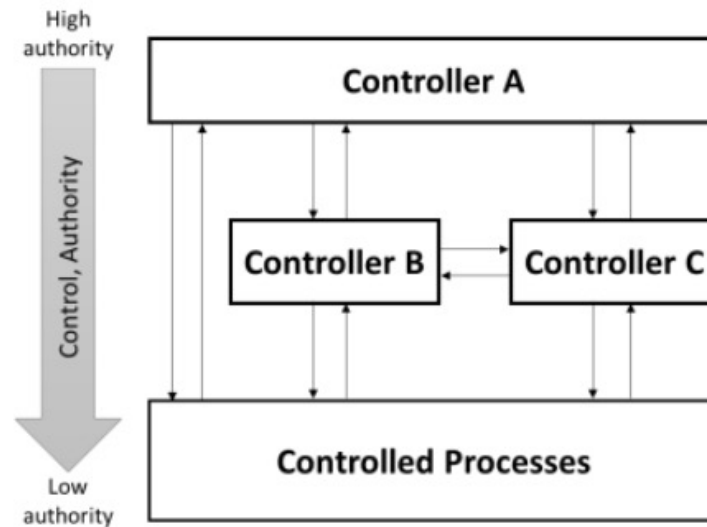 High
authority
Controller A
Control, Authority
Controller B
Controller C
Controlled Processes
Low
authority